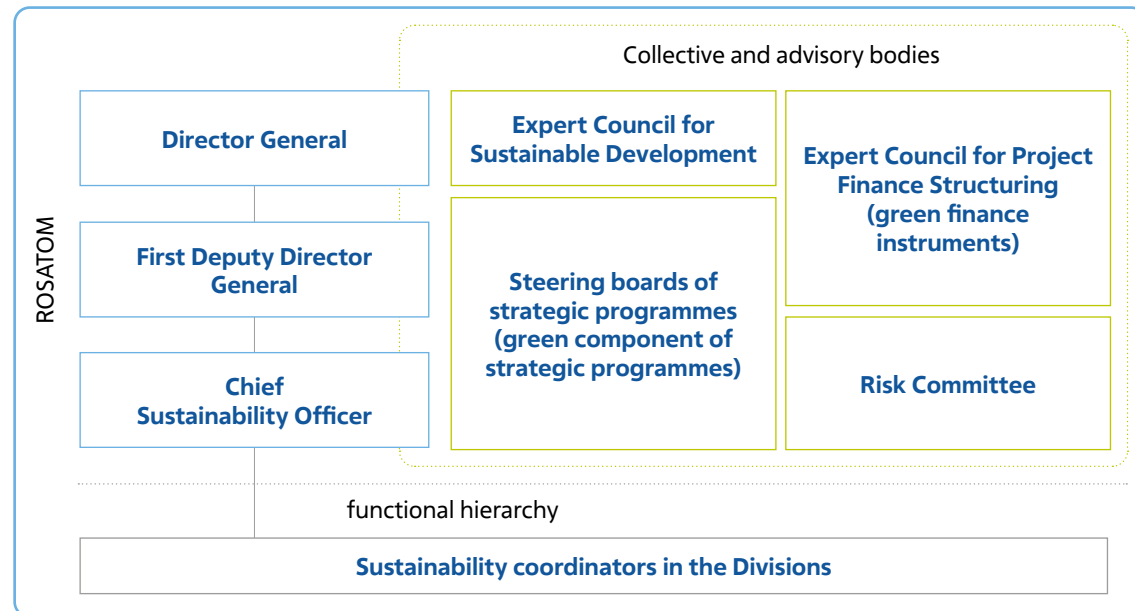 Collective and advisory bodies
ROSATOM
Director General
First Deputy Director
General
Chief
Sustainability Officer
Expert Council for
Sustainable Development
Steering boards of
strategic programmes
(green component of
strategic programmes)
Expert Council for Project
Finance Structuring
(green finance
instruments)
Risk Committee
functional hierarchy
Sustainability coordinators in the Divisions